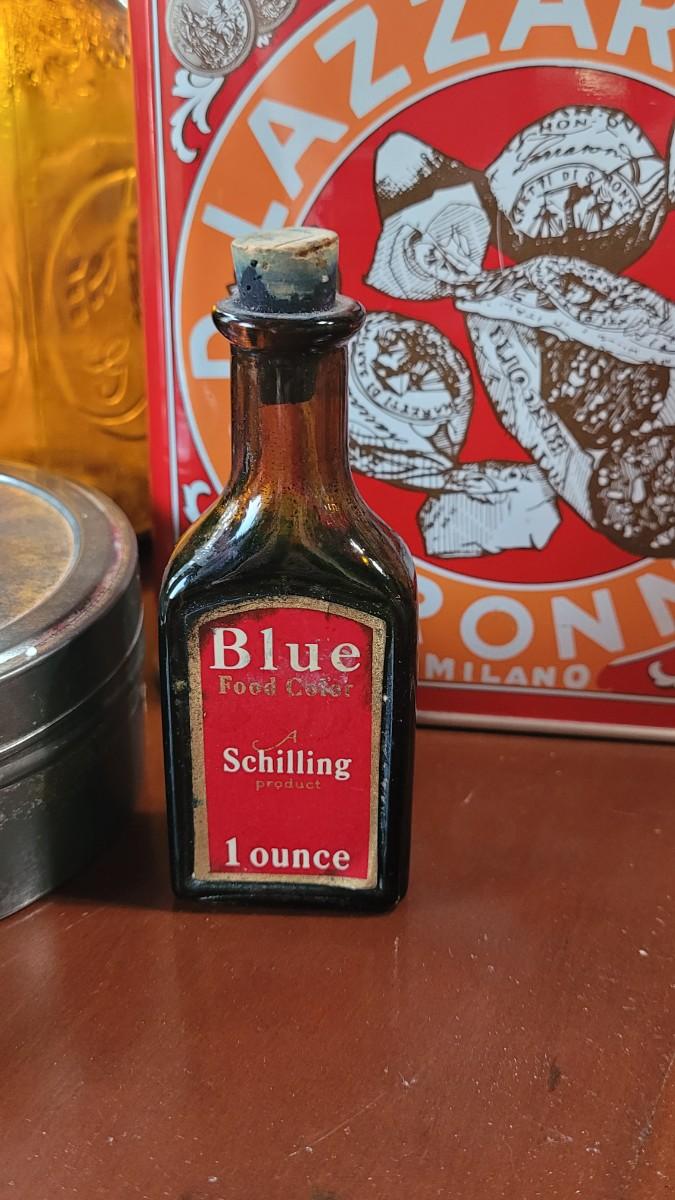 D. LAZZAR
RONN
MILANO
Blue
Food Color
A
Schilling
product
1 ounce